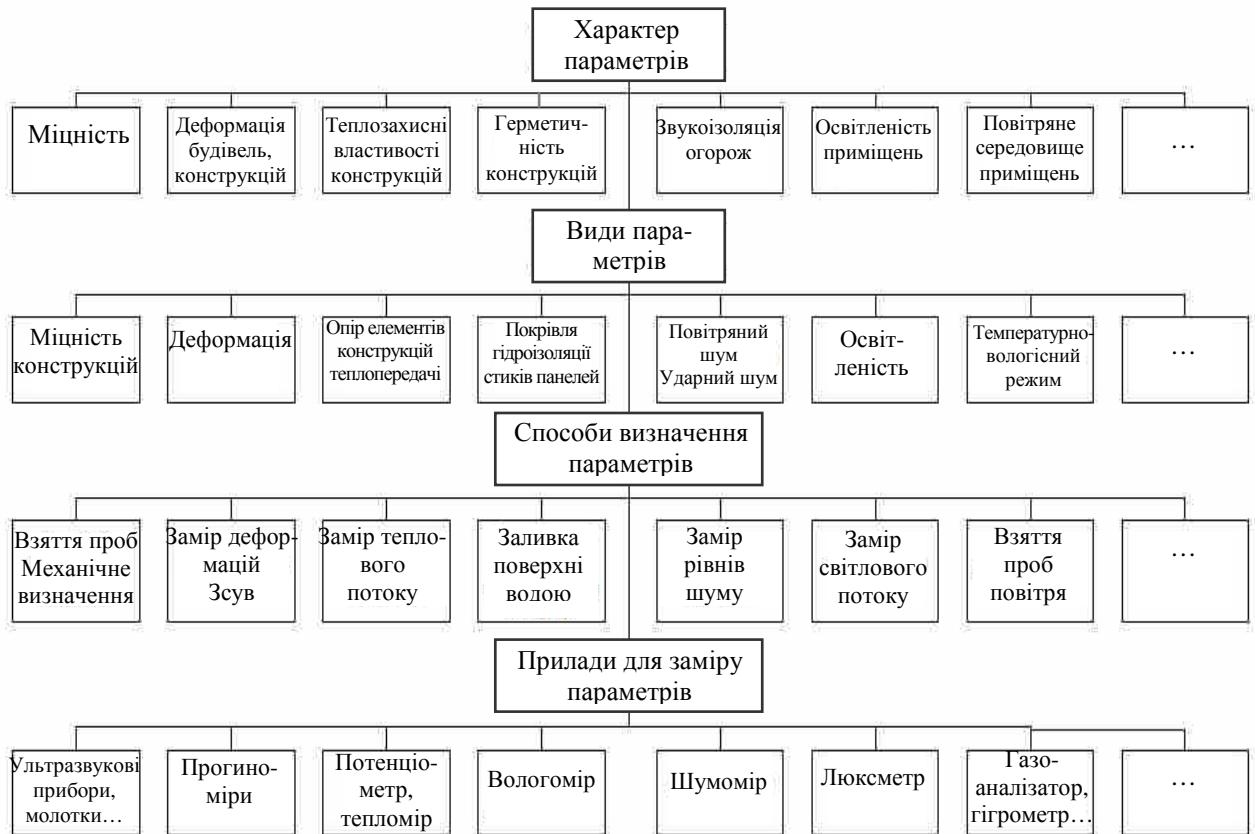 Характер
параметрів
Міцність
Деформація
будівель,
конструкцій
Теплозахисні
властивості
конструкцій
Герметич-
ність
конструкцій
Звукоізоляція
огорож
Освітленість
приміщень
Повітряне
середовище
приміщень
…
Види пара-
метрів
Міцність
конструкцій
Деформація
Опір елементів
конструкцій
теплопередачі
Покрівля
гідроізоляції
стиків панелей
Повітряний
шум
Ударний шум
Освіт-
леність
Температурно-
вологісний
режим
…
Способи визначення
параметрів
Взяття проб
Механічне
визначення
Замір дефор-
мацій
Зсув
Замір тепло-
вого
потоку
Заливка
поверхні
водою
Замір
рівнів
шуму
Замір
світлового
потоку
Взяття
проб
повітря
…
Прилади для заміру
параметрів
Ультразвукові
прибори,
молотки…
Прогино-
міри
Потенціо-
метр,
тепломір
Вологомір
Шумомір
Люксметр
Газо-
аналізатор,
гігрометр…
…